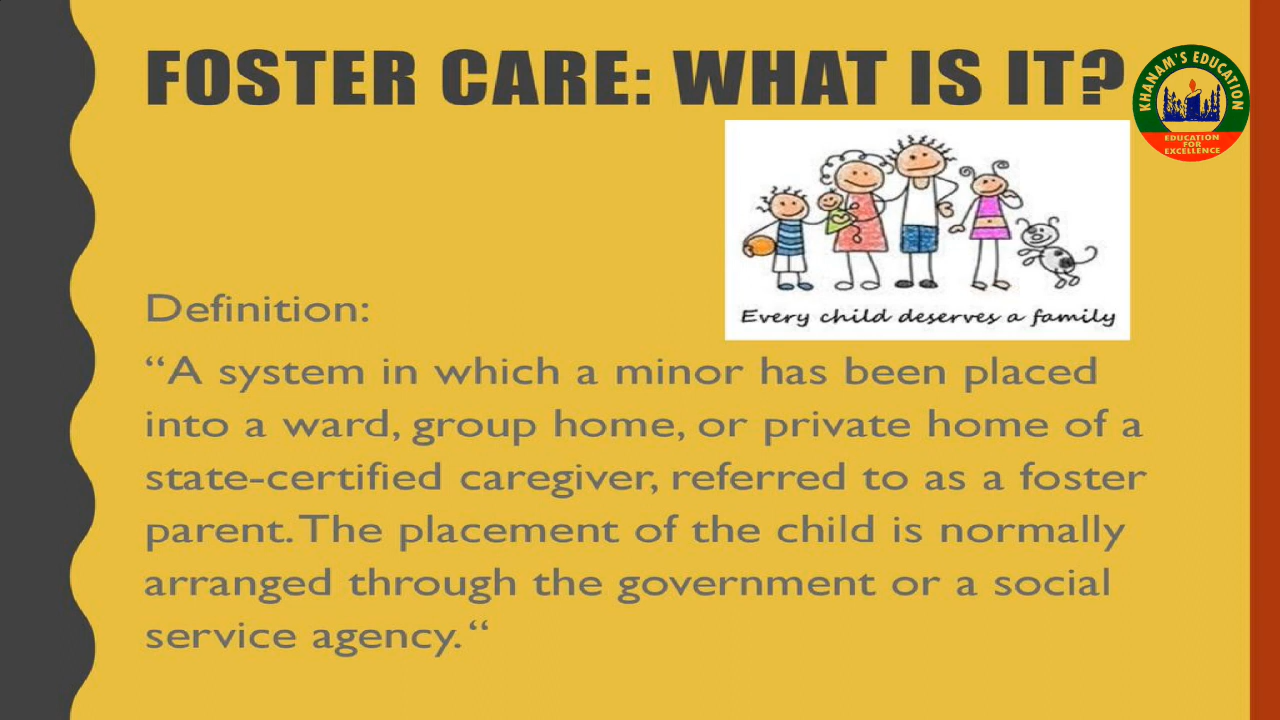 FOSTER CARE: WHAT IS IT?
KHANAM'S EDUCATION
EDUCATION
FOR
EXCELLENCE
Every child deserves a family
Definition:
“A system in which a minor has been placed
into a ward, group home, or private home of a
state-certified caregiver, referred to as a foster
parent. The placement of the child is normally
arranged through the government or a social
service agency. “